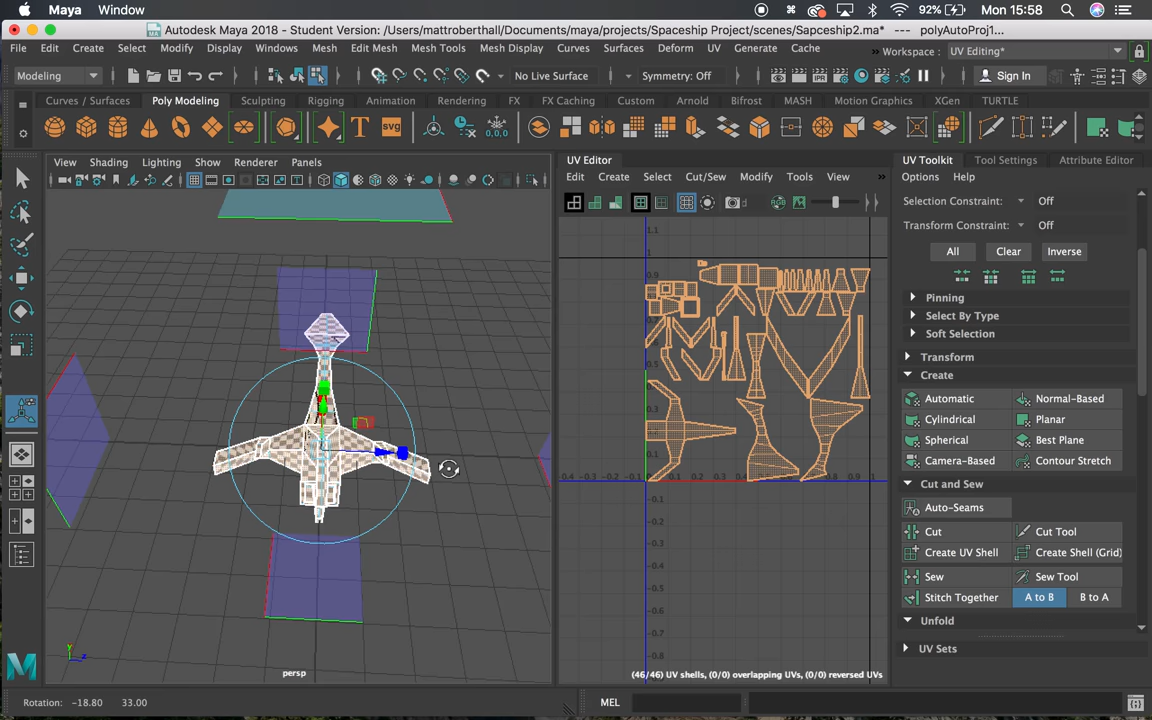 Maya Window 92% Mon 15:58
Autodesk Maya 2018 - Student Version: /Users/mattroberthall/Documents/maya/projects/Spaceship Project/scenes/Sapceship2.ma* --- polyAutoProj1...
File Edit Create Select Modify Display Windows Mesh Edit Mesh Mesh Tools Mesh Display Curves Surfaces Deform UV Generate Cache Workspace : UV Editing*
Modeling No Live Surface Symmetry: Off Sign In
Curves / Surfaces Poly Modeling Sculpting Rigging Animation Rendering FX FX Caching Custom Arnold Bifrost MASH Motion Graphics XGen TURTLE
View Shading Lighting Show Renderer Panels
UV Editor
Edit Create Select Cut/Sew Modify Tools View
UV Toolkit Tool Settings Attribute Editor
Options Help
Selection Constraint: Off
Transform Constraint: Off
All Clear Inverse
Pinning
Select By Type
Soft Selection
Transform
Create
Automatic Normal-Based
Cylindrical Planar
Spherical Best Plane
Camera-Based Contour Stretch
Cut and Sew
Auto-Seams
Cut Cut Tool
Create UV Shell Create Shell (Grid)
Sew Sew Tool
Stitch Together A to B B to A
Unfold
UV Sets
persp
(46/46) UV shells, (0/0) overlapping UVs, (0/0) reversed UVs
Rotation: -18.80 33.00 MEL